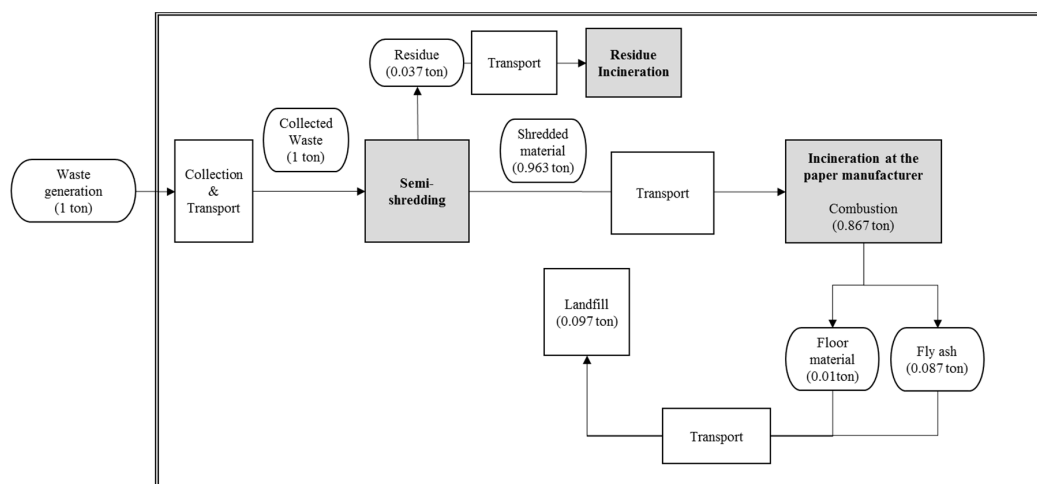 Residue
(0.037 ton)
Transport
Residue
Incineration
Collected
Waste
(1 ton)
Shredded
material
(0.963 ton)
Waste
generation
(1 ton)
Collection
&
Transport
Semi-
shredding
Transport
Incineration at the
paper manufacturer
Combustion
(0.867 ton)
Landfill
(0.097 ton)
Floor
material
(0.01ton)
Fly ash
(0.087 ton)
Transport